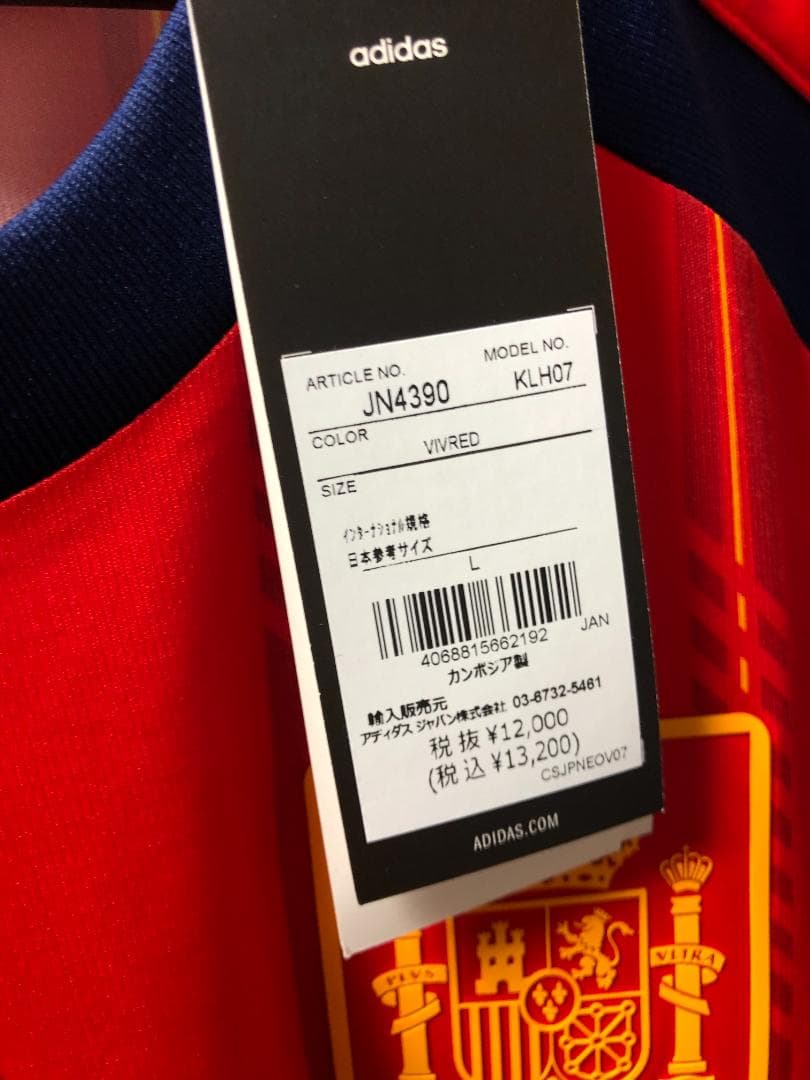 adidas
ARTICLE NO. MODEL NO.
JN4390 KLH07
COLOR
VIVRED
SIZE
インターナショナル規格
日本参考サイズ
L
4068815662192 JAN
カンボジア製
輸入販売元
アディダス ジャパン株式会社 03-6732-5461
税 抜 ¥12,000
(税 込 ¥13,200)
CSJPNEOV07
ADIDAS.COM
PLVS VLTRA